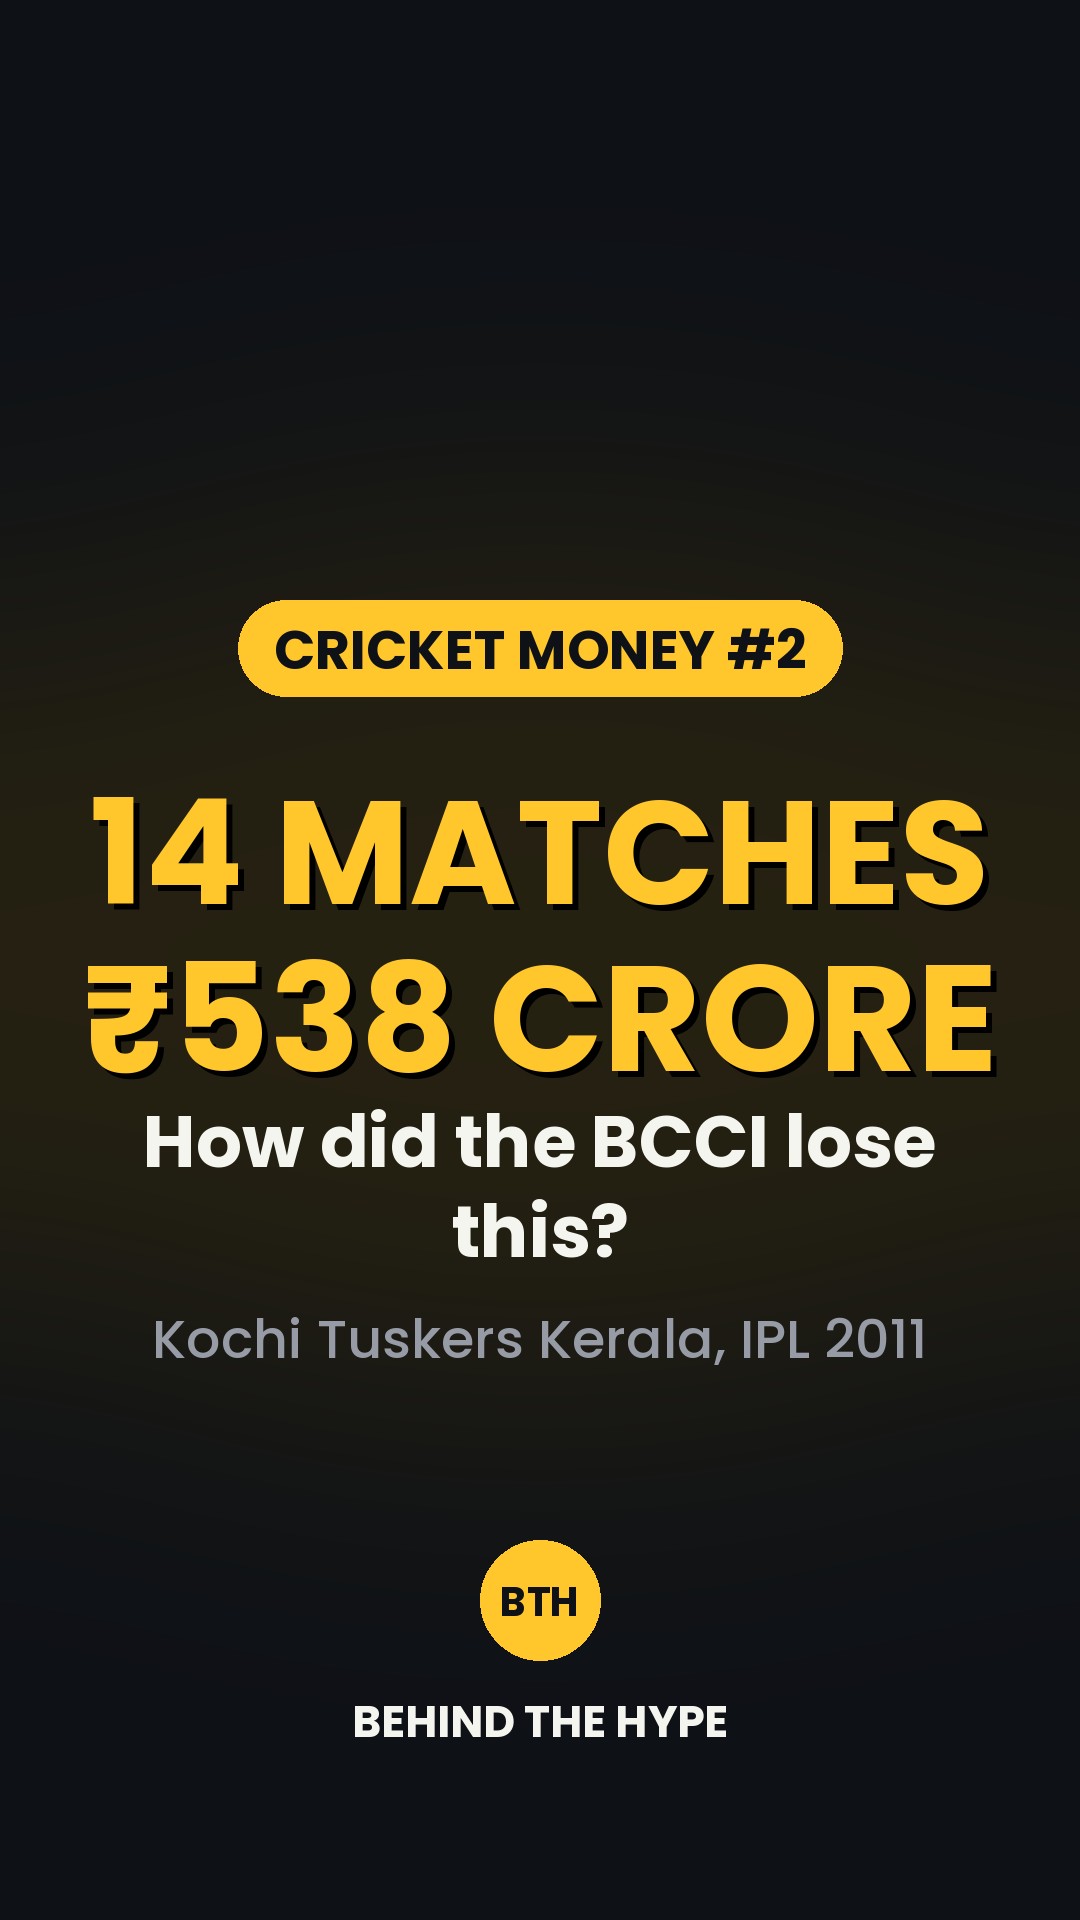 CRICKET MONEY #2
14 MATCHES
₹538 CRORE
How did the BCCI lose
this?
Kochi Tuskers Kerala, IPL 2011
BTH
BEHIND THE HYPE